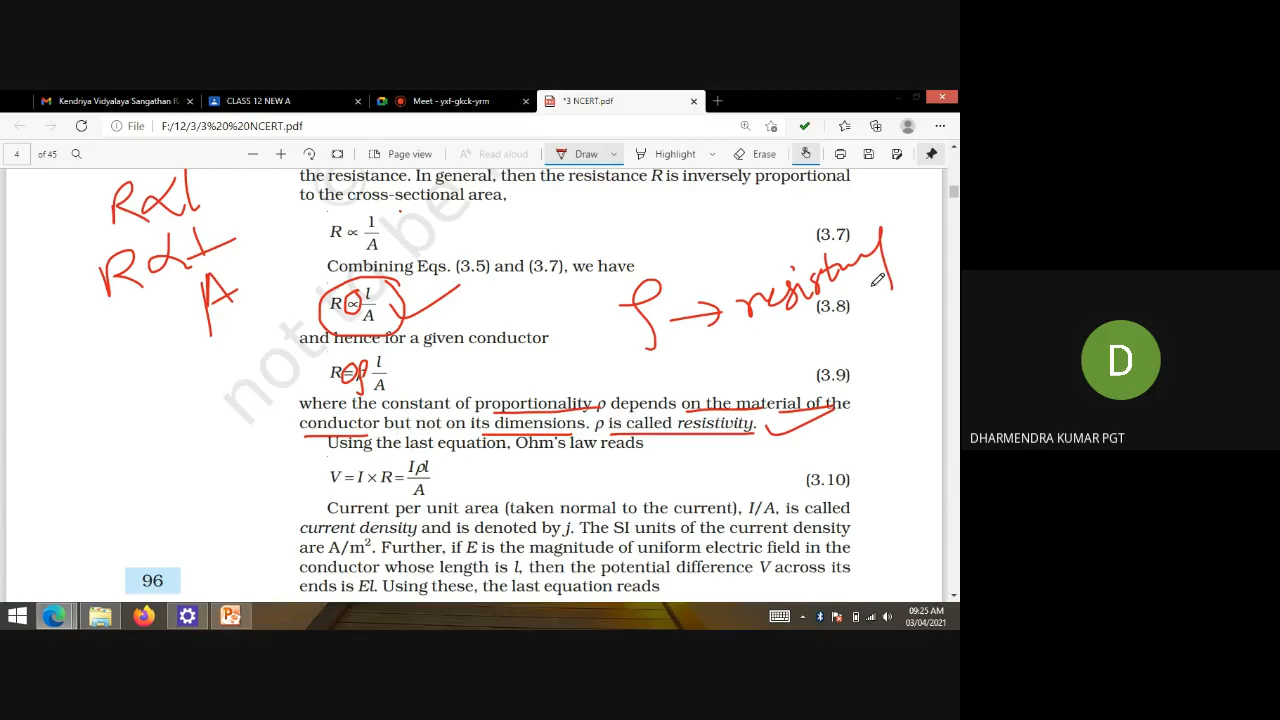 Kendriya Vidyalaya Sangathan R
CLASS 12 NEW A
Meet - yxf-gkck-yrm
*3 NCERT.pdf
File
F:/12/3/3%20%20NCERT.pdf
4 of 45
Page view
Read aloud
Draw
Highlight
Erase
the resistance. In general, then the resistance R is inversely proportional
to the cross-sectional area,
R ∝ l
R ∝ 1/A
R ∝ 1/A (3.7)
Combining Eqs. (3.5) and (3.7), we have
R ∝ l/A (3.8)
ρ → resistivity
and hence for a given conductor
R = ρ l/A (3.9)
where the constant of proportionality ρ depends on the material of the
conductor but not on its dimensions. ρ is called resistivity.
Using the last equation, Ohm's law reads
V = I × R = Iρl/A (3.10)
Current per unit area (taken normal to the current), I/A, is called
current density and is denoted by j. The SI units of the current density
are A/m². Further, if E is the magnitude of uniform electric field in the
conductor whose length is l, then the potential difference V across its
ends is El. Using these, the last equation reads
96
not to be
D
DHARMENDRA KUMAR PGT
09:25 AM
03/04/2021